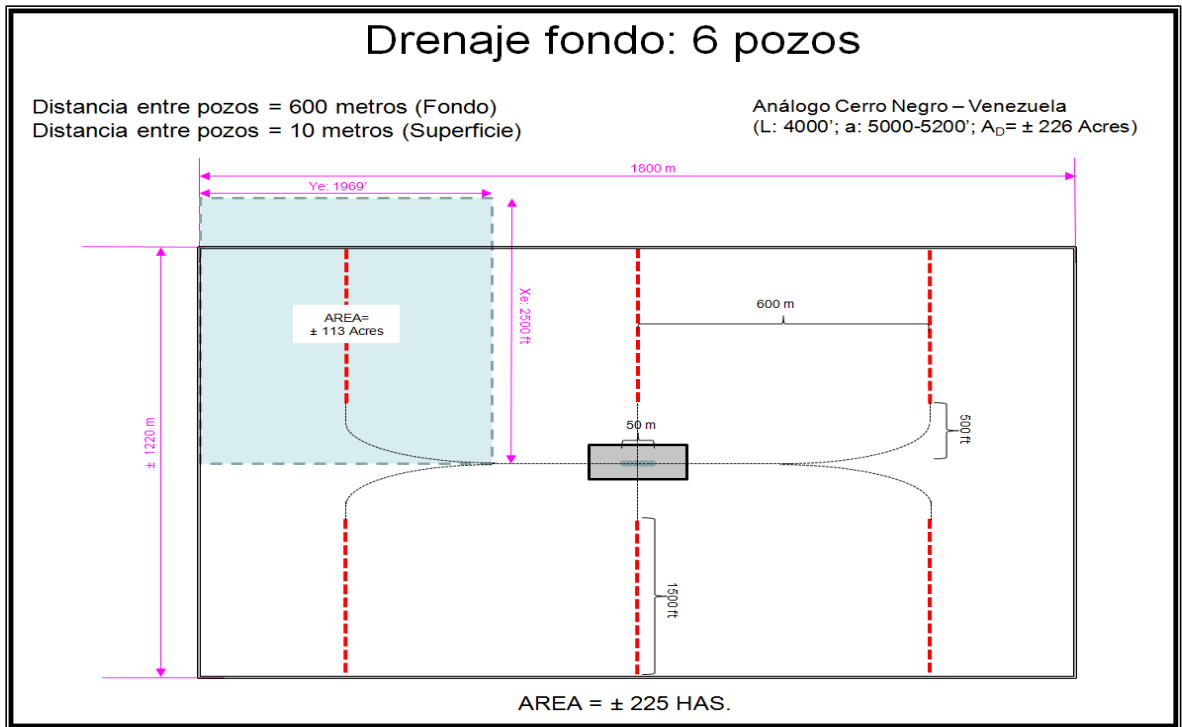 Drenaje fondo: 6 pozos
Distancia entre pozos = 600 metros (Fondo)
Distancia entre pozos = 10 metros (Superficie)
Análogo Cerro Negro – Venezuela
(L: 4000’; a: 5000-5200’; AD= ± 226 Acres)
1800 m
Ye: 1969'
Xe: 2500 ft
600 m
AREA=
± 113 Acres
± 1220 m
50 m
500 ft
1500 ft
AREA = ± 225 HAS.